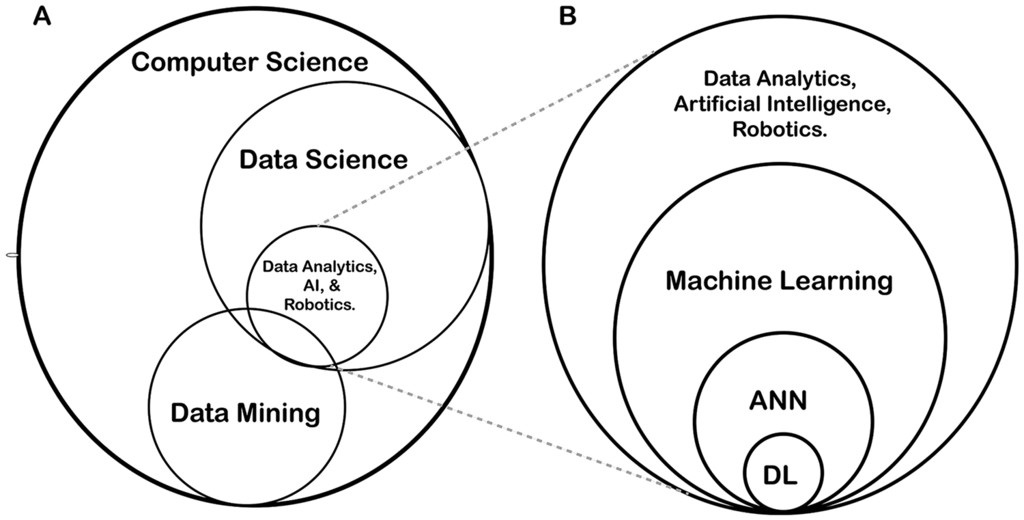 A
Computer Science
Data Science
Data Analytics,
AI, &
Robotics.
Data Mining
B
Data Analytics,
Artificial Intelligence,
Robotics.
Machine Learning
ANN
DL